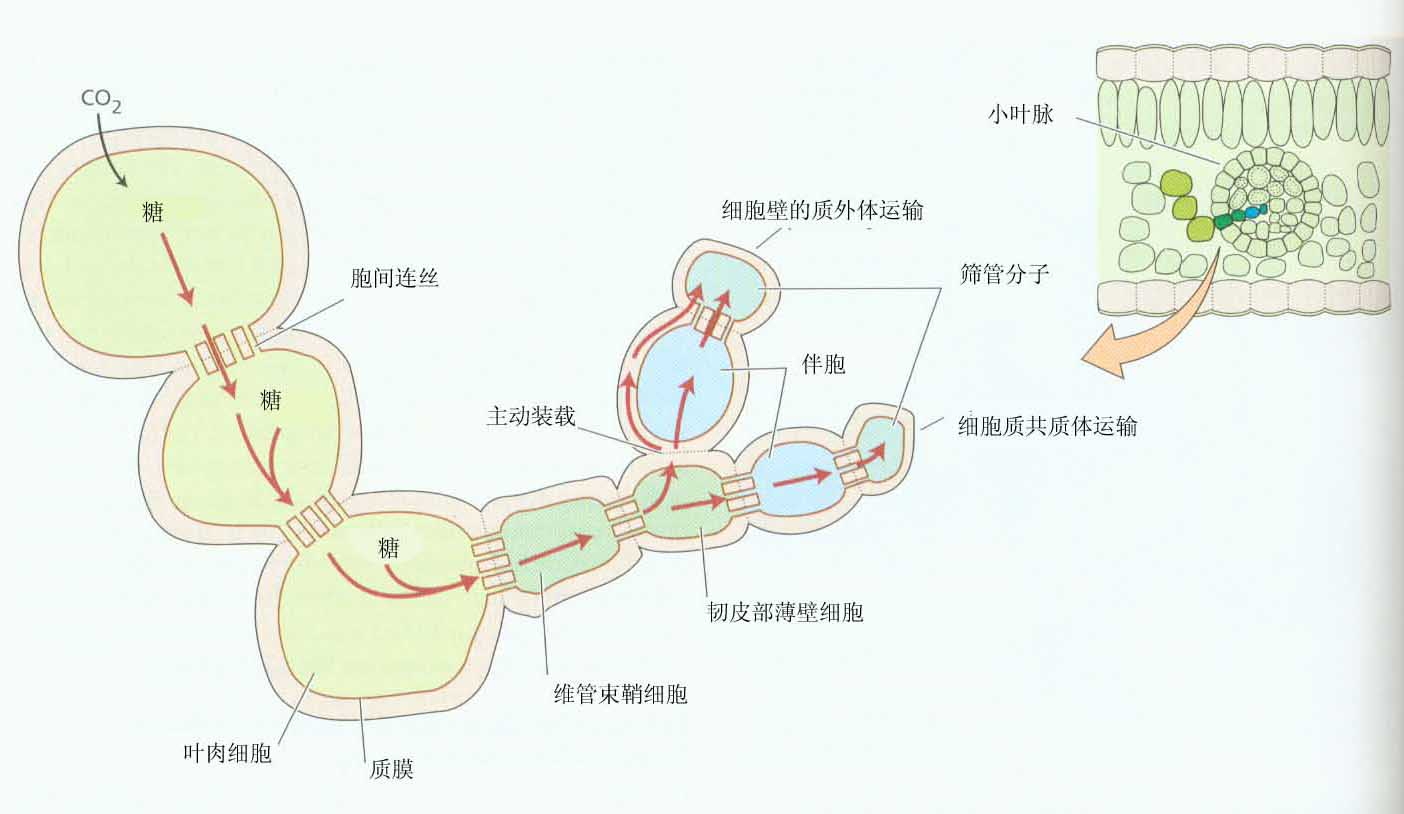 CO₂
小叶脉
糖
细胞壁的质外体运输
胞间连丝
筛管分子
伴胞
糖
主动装载
细胞质共质体运输
糖
韧皮部薄壁细胞
维管束鞘细胞
叶肉细胞
质膜